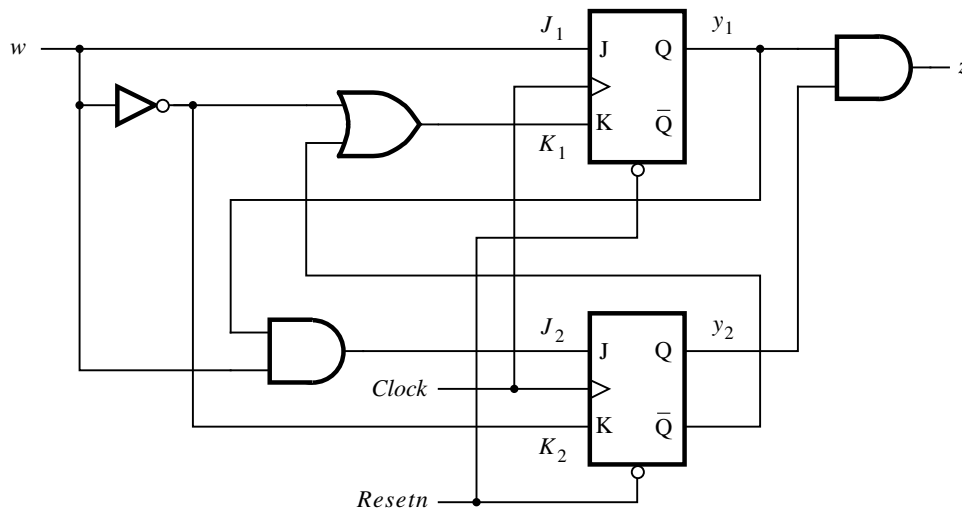 w
J1
J
Q
y1
z
K
Q̅
K1
J2
J
Q
y2
Clock
K
Q̅
K2
Resetn